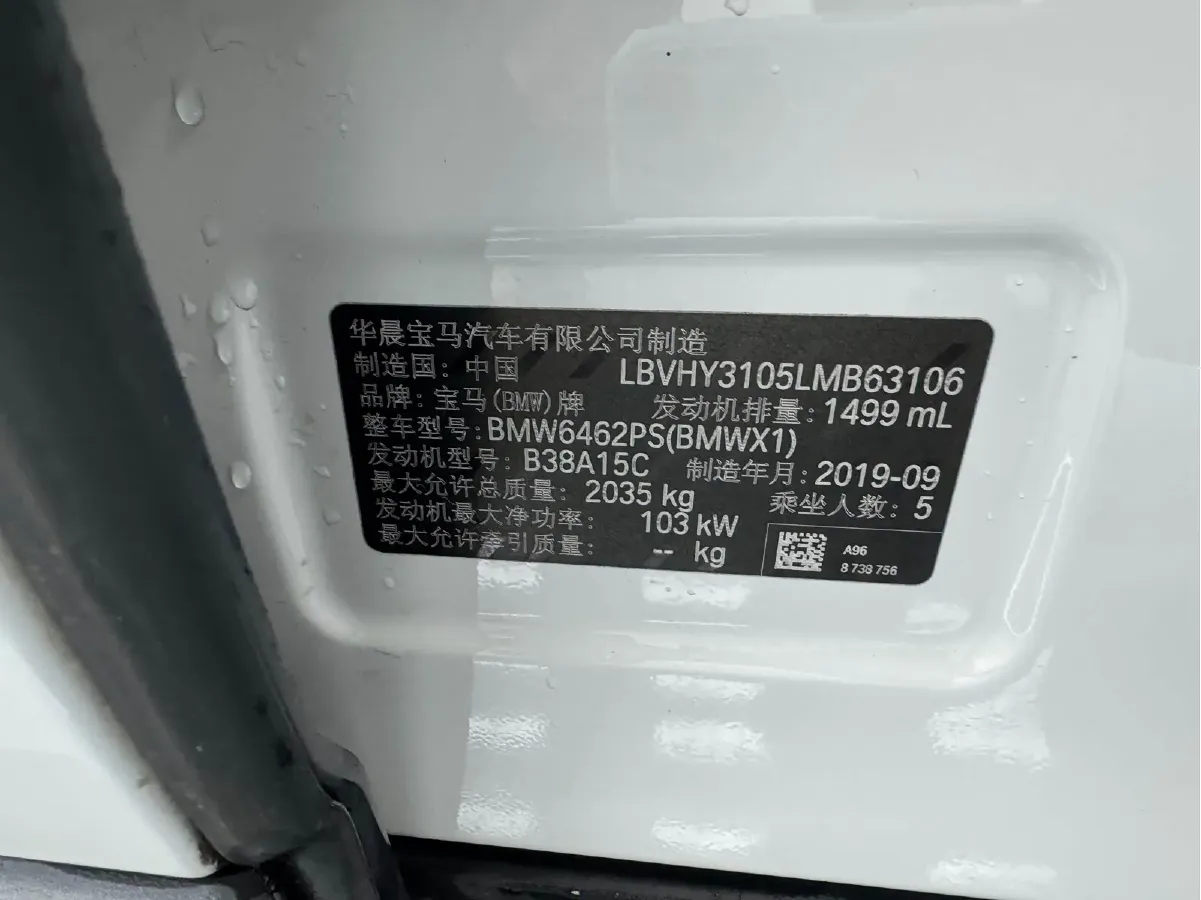 华晨宝马汽车有限公司制造
制造国: 中国 LBVHY3105LMB63106
品牌: 宝马(BMW)牌 发动机排量: 1499 mL
整车型号: BMW6462PS(BMWX1)
发动机型号: B38A15C 制造年月: 2019-09
最大允许总质量: 2035 kg 乘坐人数: 5
发动机最大净功率: 103 kW
最大允许牵引质量: -- kg
A96
8 738 756